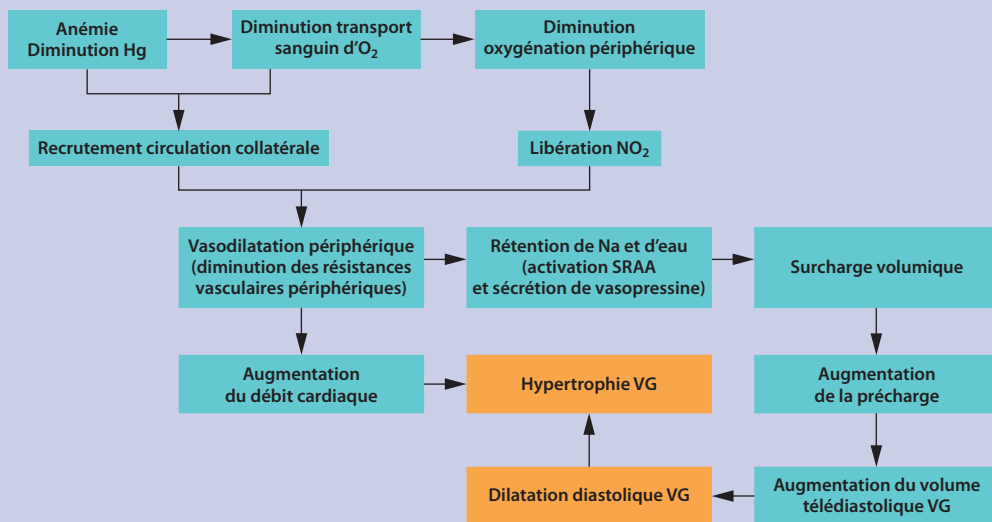 Anémie
Diminution Hg
Diminution transport
sanguin d'O₂
Diminution
oxygénation périphérique
Recrutement circulation collatérale
Libération NO₂
Vasodilatation périphérique
(diminution des résistances
vasculaires périphériques)
Rétention de Na et d'eau
(activation SRAA
et sécrétion de vasopressine)
Surcharge volumique
Augmentation
du débit cardiaque
Hypertrophie VG
Augmentation
de la précharge
Dilatation diastolique VG
Augmentation du volume
télédiastolique VG